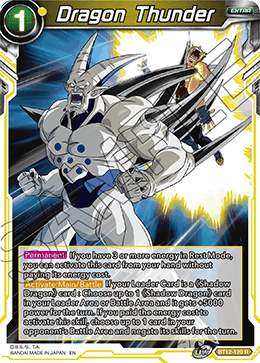 1
Dragon Thunder
EXTRA
Permanent If you have 3 or more energy in Rest Mode,
you can activate this card from your hand without
paying its energy cost.
Activate:Main/Battle If your Leader Card is a 《Shadow
Dragon》 card : Choose up to 1 《Shadow Dragon》 card
in your Leader Area or Battle Area and it gets +5000
power for the turn. If you paid the energy cost to
activate this skill, choose up to 1 card in your
opponent's Battle Area and negate its skills for the turn.
©B.S./S., T.A.
BANDAI MADE IN JAPAN EN
BT12-120 R